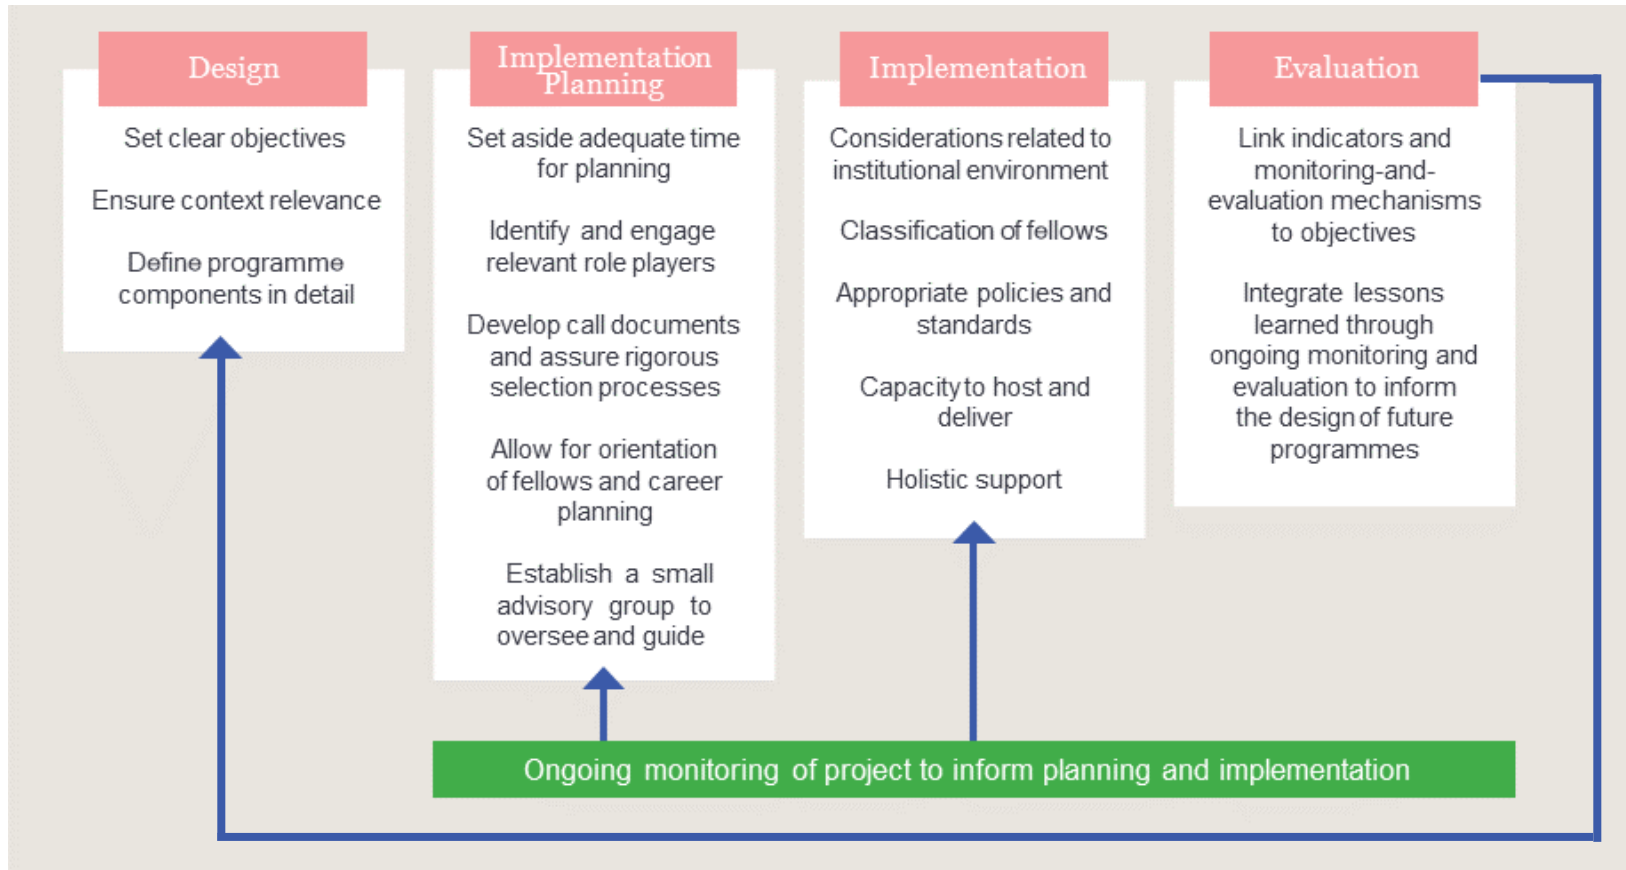 Design
Set clear objectives
Ensure context relevance
Define programme
components in detail
Implementation
Planning
Set aside adequate time
for planning
Identify and engage
relevant role players
Develop call documents
and assure rigorous
selection processes
Allow for orientation
of fellows and career
planning
Establish a small
advisory group to
oversee and guide
Implementation
Considerations related to
institutional environment
Classification of fellows
Appropriate policies and
standards
Capacity to host and
deliver
Holistic support
Evaluation
Link indicators and
monitoring-and-
evaluation mechanisms
to objectives
Integrate lessons
learned through
ongoing monitoring and
evaluation to inform
the design of future
programmes
Ongoing monitoring of project to inform planning and implementation